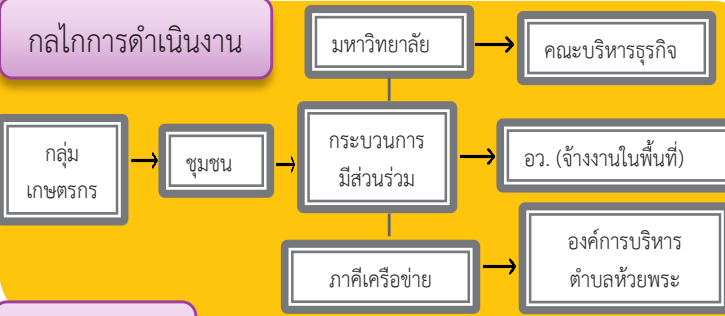 กลไกการดำเนินงาน
มหาวิทยาลัย
คณะบริหารธุรกิจ
กลุ่ม
เกษตรกร
ชุมชน
กระบวนการ
มีส่วนร่วม
อว. (จ้างงานในพื้นที่)
ภาคีเครือข่าย
องค์การบริหาร
ตำบลห้วยพระ